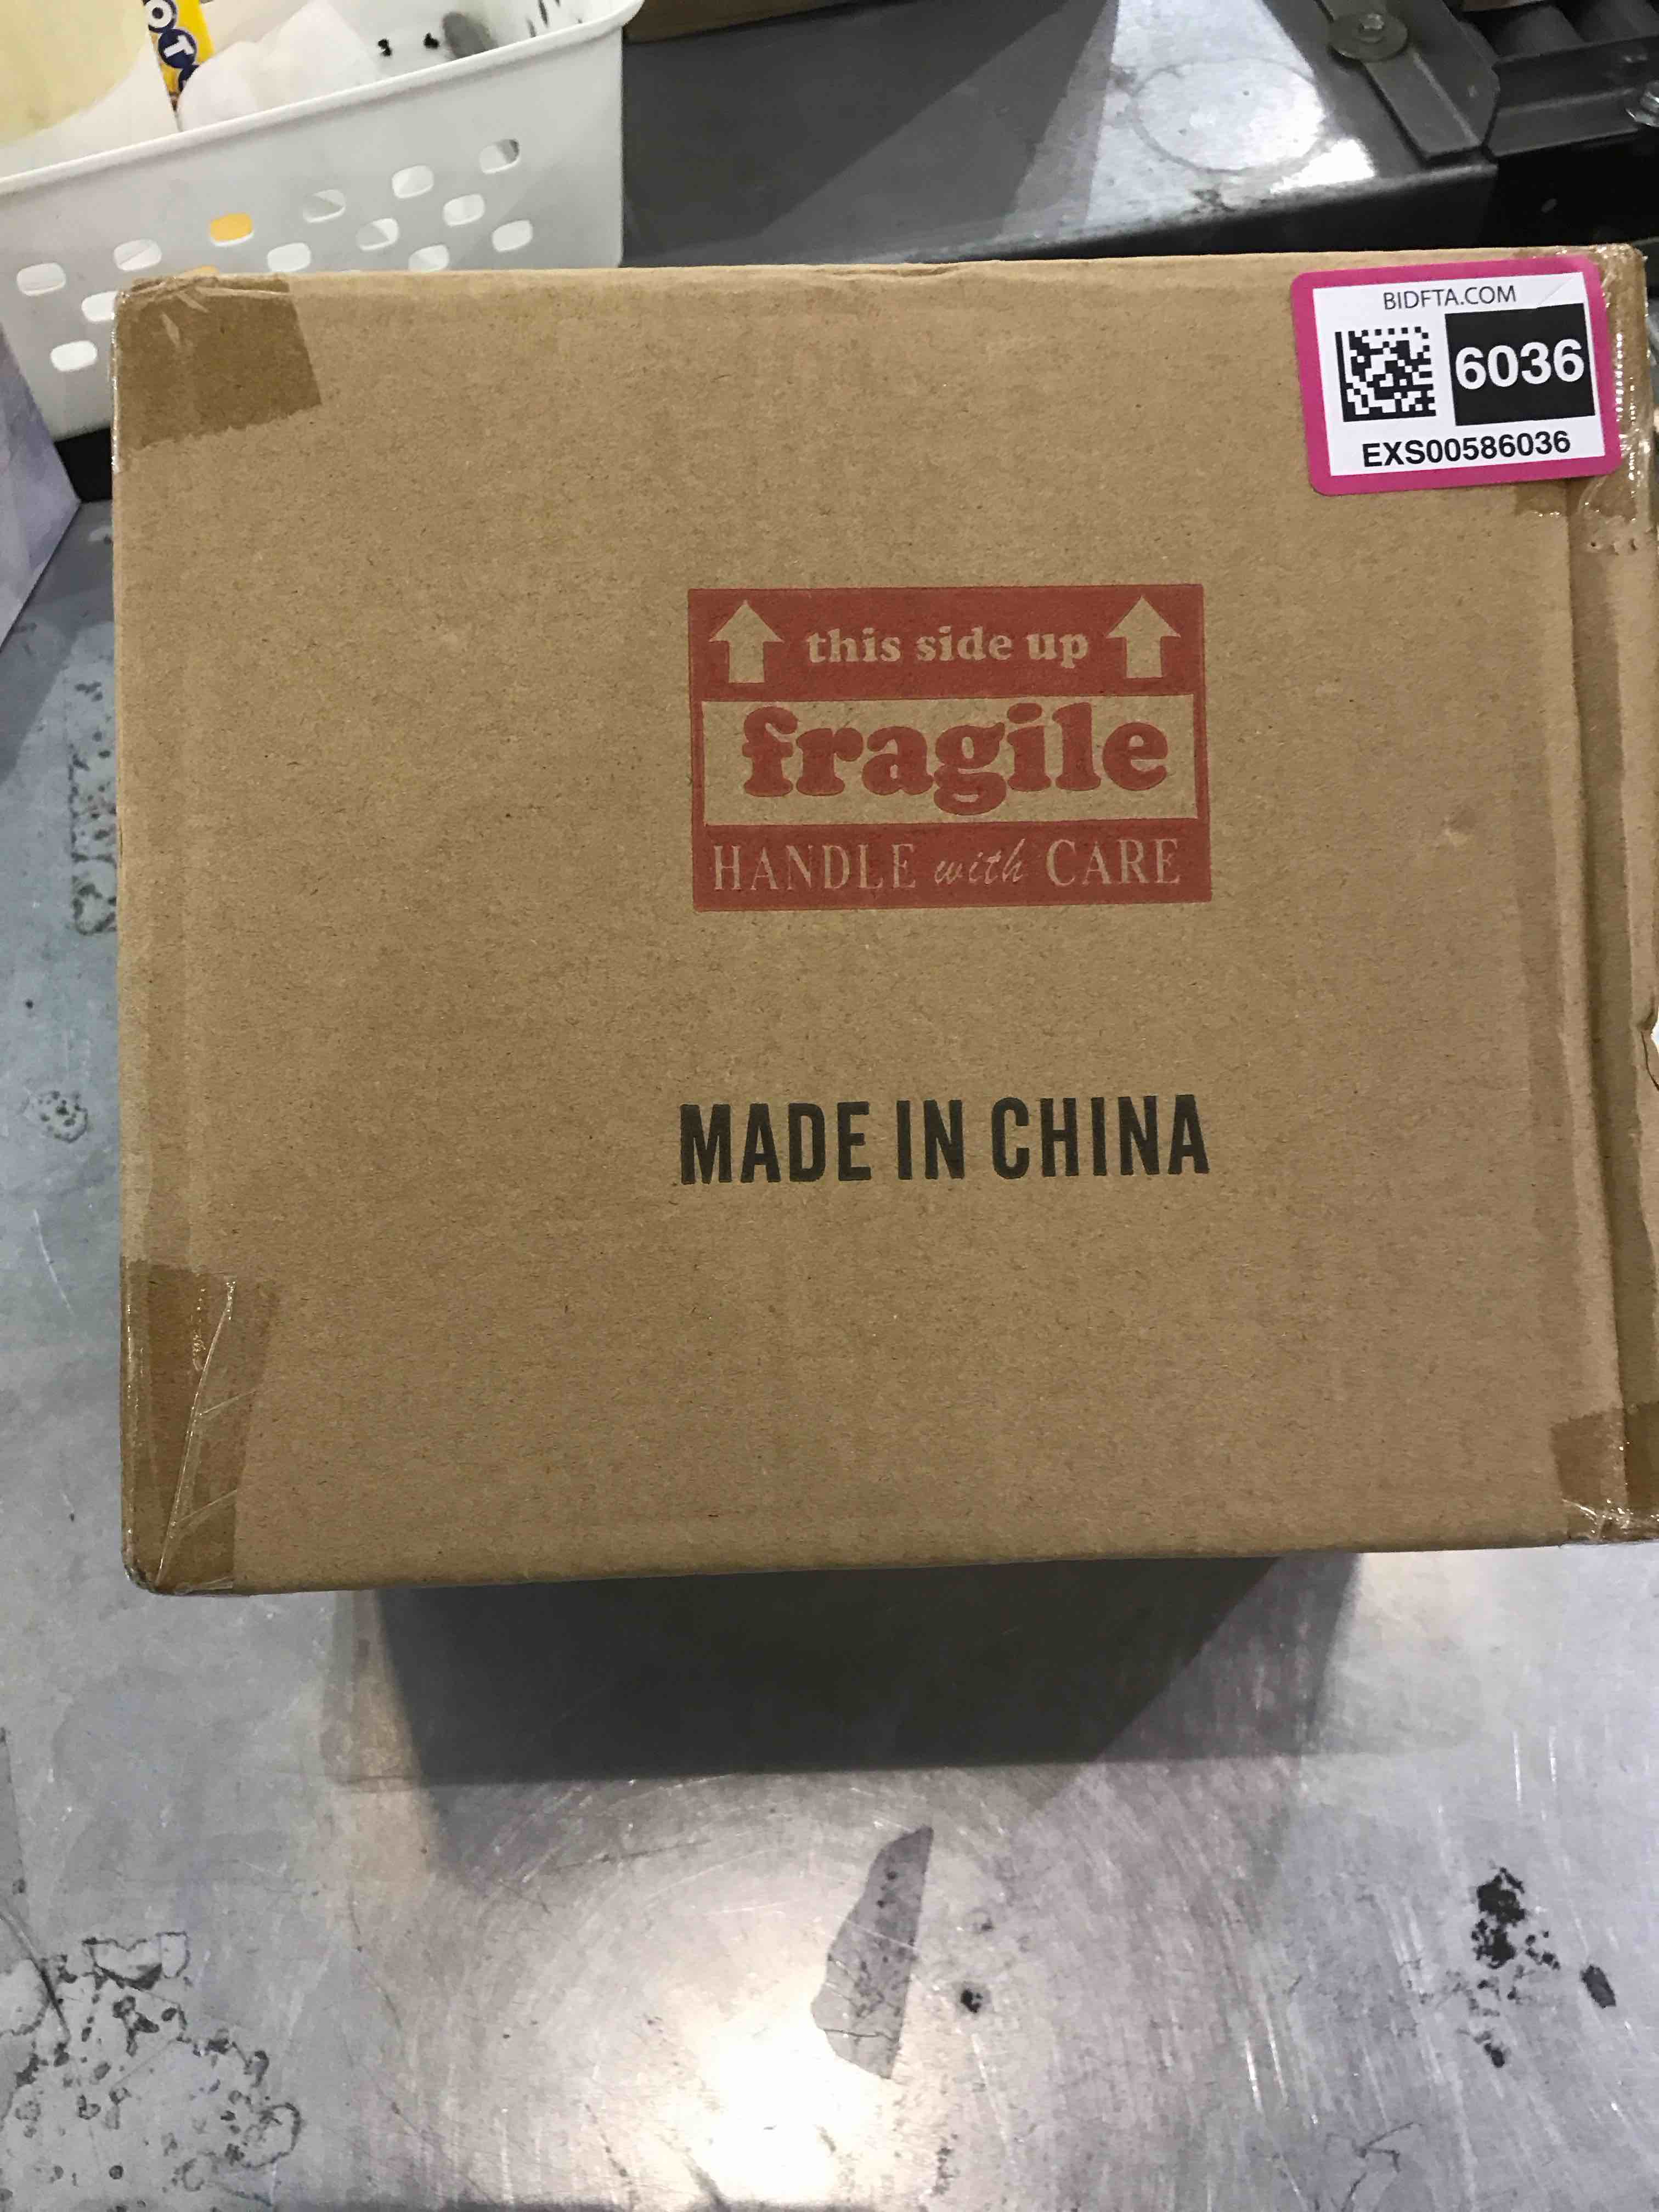 BIDFTA.COM
6036
EXS00586036
this side up
fragile
HANDLE with CARE
MADE IN CHINA